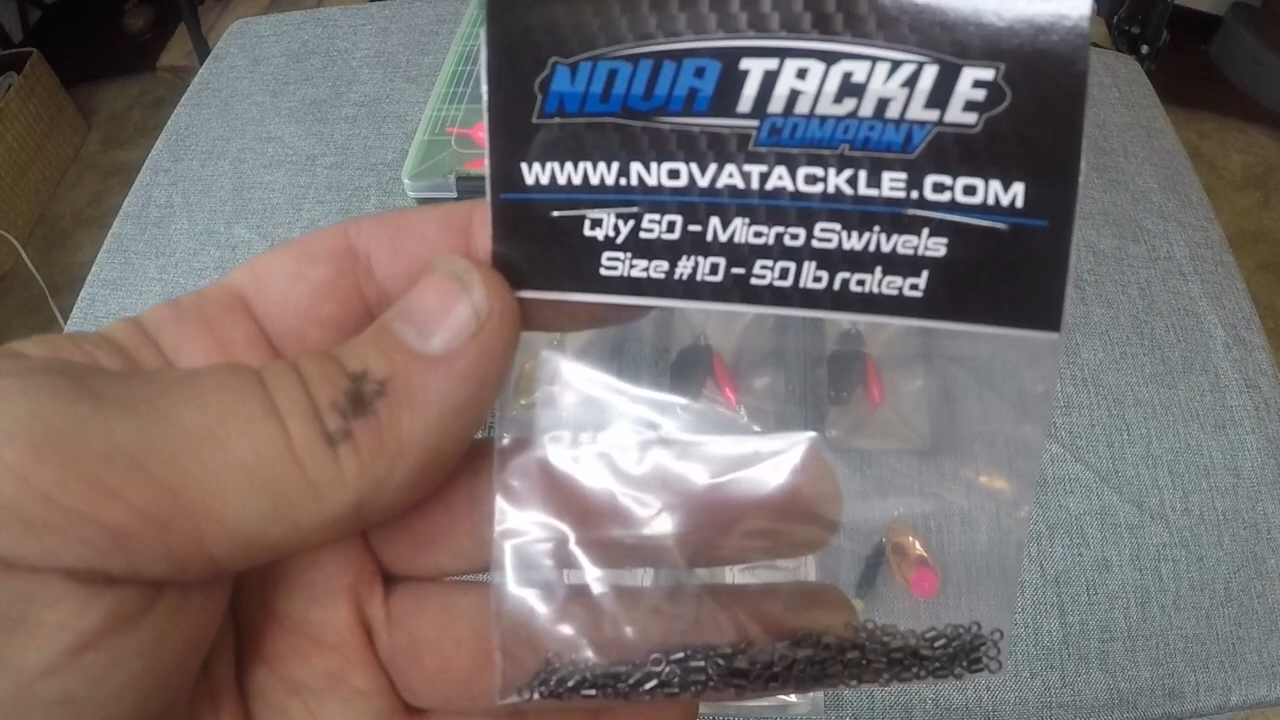 NOVA TACKLE
COMPANY
WWW.NOVATACKLE.COM
Qty 50 - Micro Swivels
Size #10 - 50 lb rated